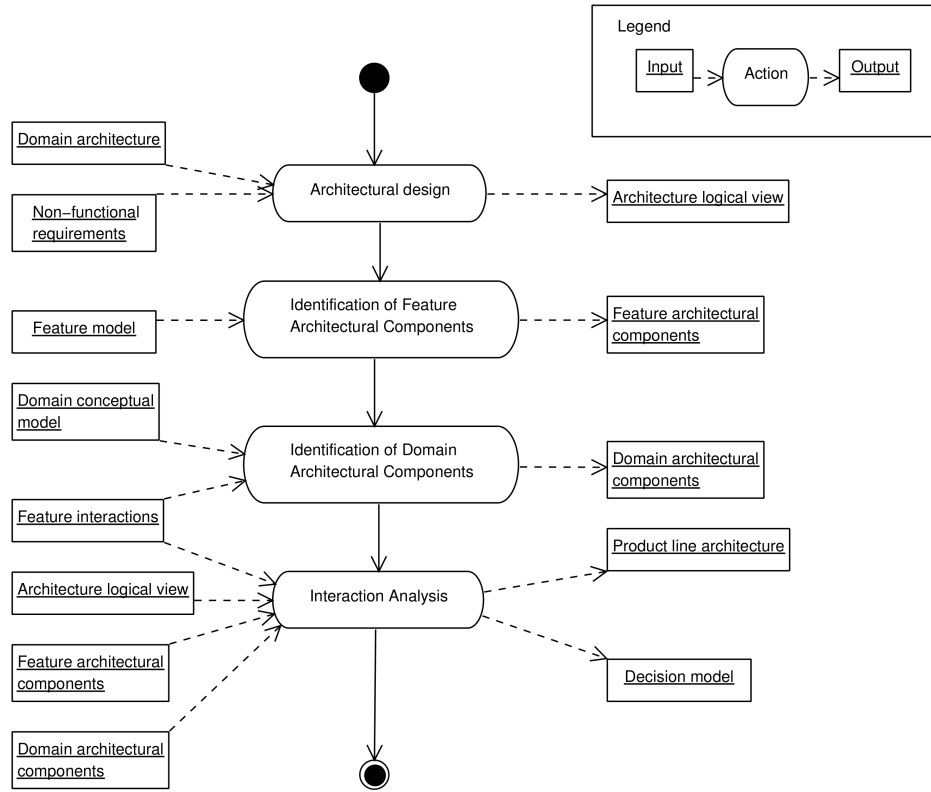 Legend
Input
Action
Output
Domain architecture
Non-functional
requirements
Architectural design
Architecture logical view
Feature model
Identification of Feature
Architectural Components
Feature architectural
components
Domain conceptual
model
Identification of Domain
Architectural Components
Domain architectural
components
Feature interactions
Architecture logical view
Feature architectural
components
Domain architectural
components
Interaction Analysis
Product line architecture
Decision model